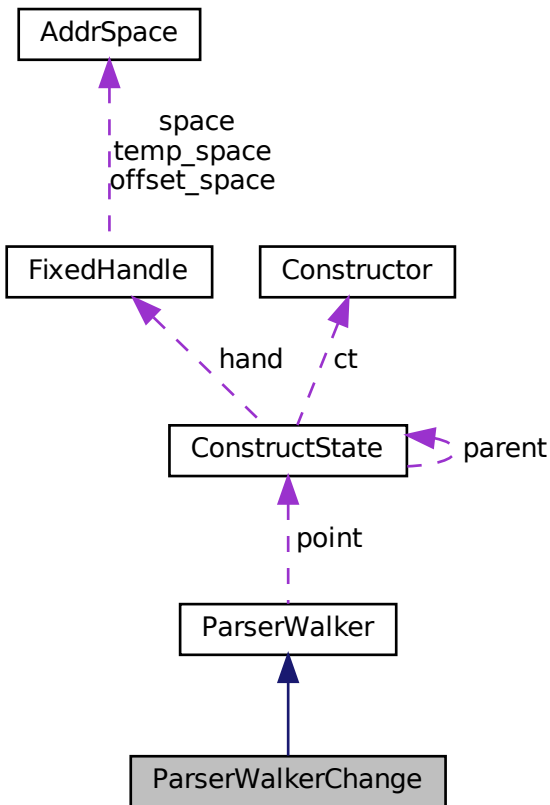 AddrSpace
space
temp_space
offset_space
FixedHandle
Constructor
hand
ct
ConstructState
parent
point
ParserWalker
ParserWalkerChange